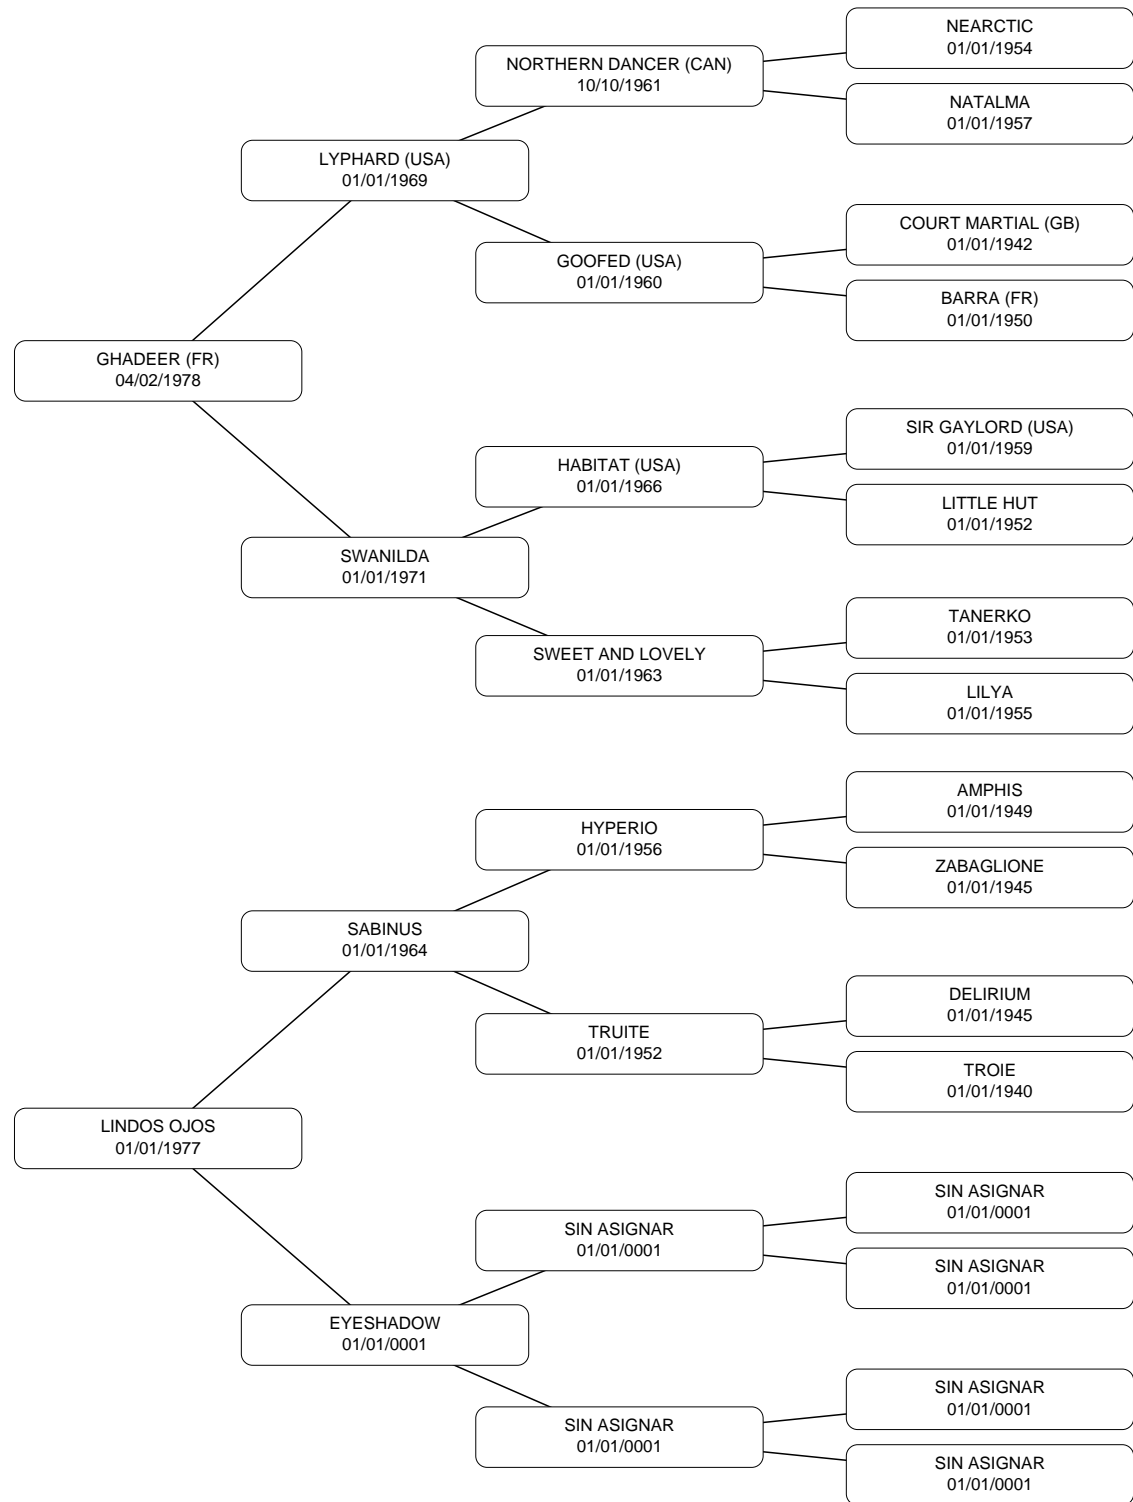 NEARCTIC
01/01/1954
NORTHERN DANCER (CAN)
10/10/1961
NATALMA
01/01/1957
LYPHARD (USA)
01/01/1969
COURT MARTIAL (GB)
01/01/1942
GOOFED (USA)
01/01/1960
BARRA (FR)
01/01/1950
GHADEER (FR)
04/02/1978
SIR GAYLORD (USA)
01/01/1959
HABITAT (USA)
01/01/1966
LITTLE HUT
01/01/1952
SWANILDA
01/01/1971
TANERKO
01/01/1953
SWEET AND LOVELY
01/01/1963
LILYA
01/01/1955
AMPHIS
01/01/1949
HYPERIO
01/01/1956
ZABAGLIONE
01/01/1945
SABINUS
01/01/1964
DELIRIUM
01/01/1945
TRUITE
01/01/1952
TROIE
01/01/1940
LINDOS OJOS
01/01/1977
SIN ASIGNAR
01/01/0001
SIN ASIGNAR
01/01/0001
SIN ASIGNAR
01/01/0001
EYESHADOW
01/01/0001
SIN ASIGNAR
01/01/0001
SIN ASIGNAR
01/01/0001
SIN ASIGNAR
01/01/0001